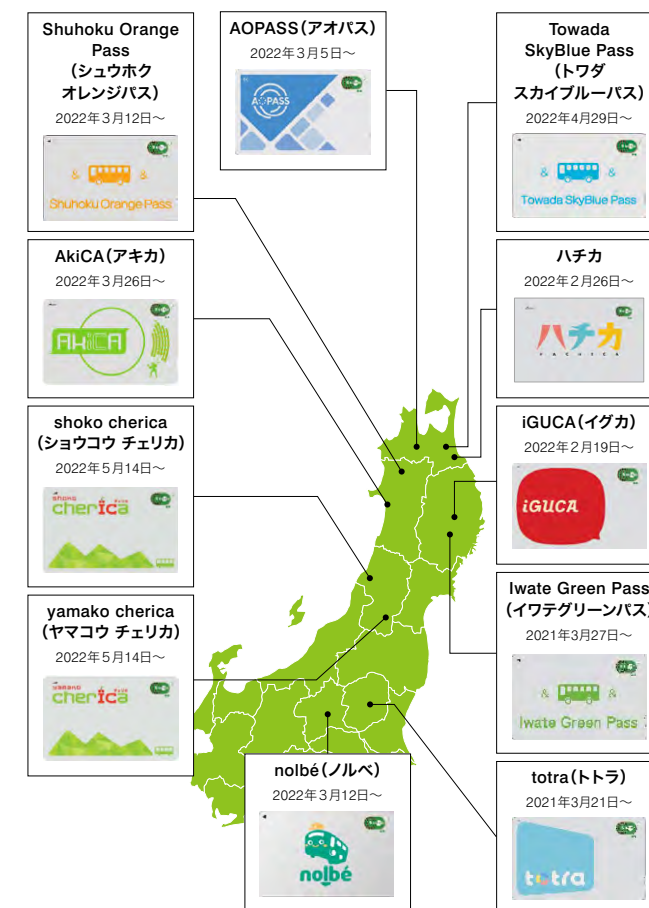 Shuhoku Orange
Pass
(シュウホク
オレンジパス)
2022年3月12日～
& &
Shuhoku Orange Pass
AOPASS(アオパス)
2022年3月5日～
AOPASS
Towada
SkyBlue Pass
(トワダ
スカイブルーパス)
2022年4月29日～
& &
Towada SkyBlue Pass
AkiCA(アキカ)
2022年3月26日～
AkiCA
ハチカ
2022年2月26日～
ハチカ
HACHICA
shoko cherica
(ショウコウ チェリカ)
2022年5月14日～
shoko
cherica
iGUCA(イグカ)
2022年2月19日～
iGUCA
yamako cherica
(ヤマコウ チェリカ)
2022年5月14日～
yamako
cherica
Iwate Green Pass
(イワテグリーンパス)
2021年3月27日～
& &
Iwate Green Pass
nolbé(ノルベ)
2022年3月12日～
nolbé
totra(トトラ)
2021年3月21日～
totra